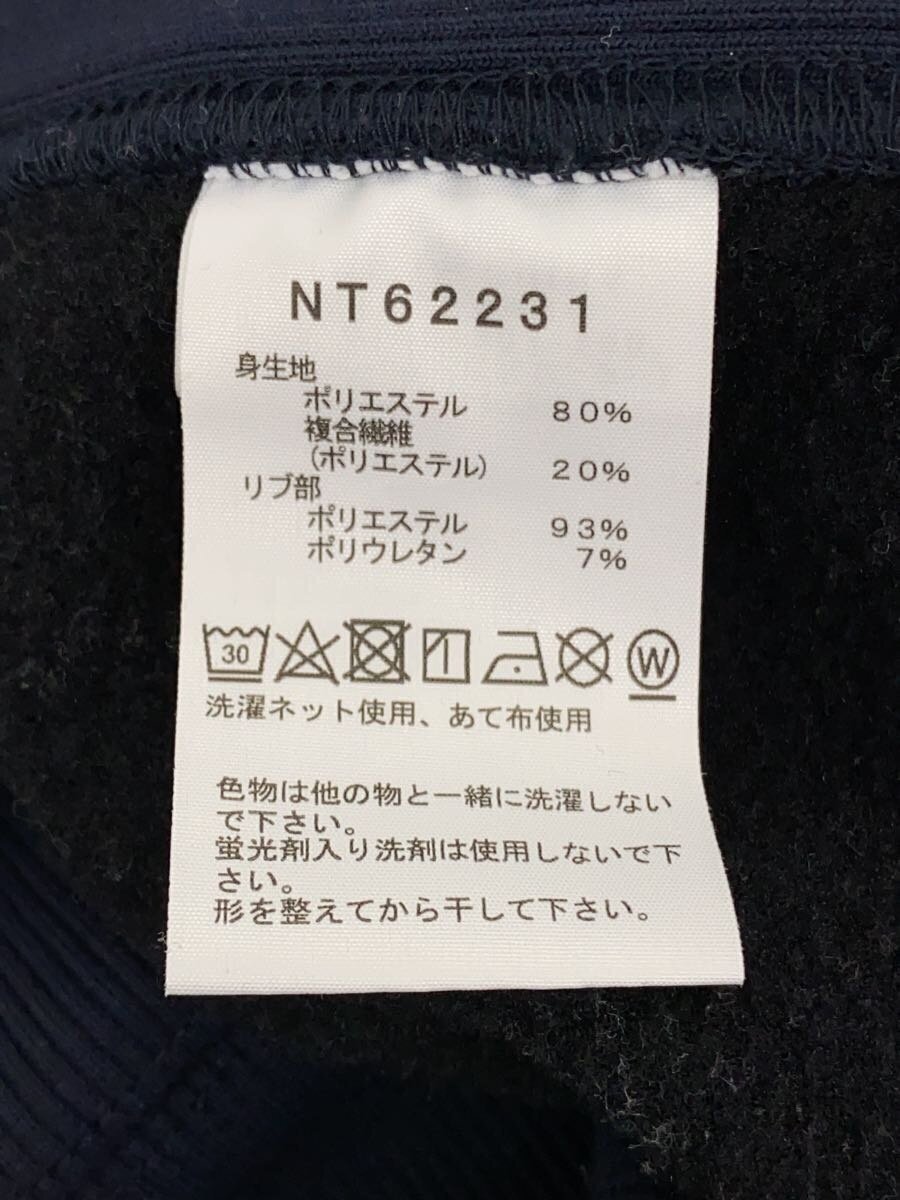 NT62231
身生地
ポリエステル 80%
複合繊維
(ポリエステル) 20%
リブ部
ポリエステル 93%
ポリウレタン 7%
30 W
洗濯ネット使用、あて布使用
色物は他の物と一緒に洗濯しない
で下さい。
蛍光剤入り洗剤は使用しないで下
さい。
形を整えてから干して下さい。